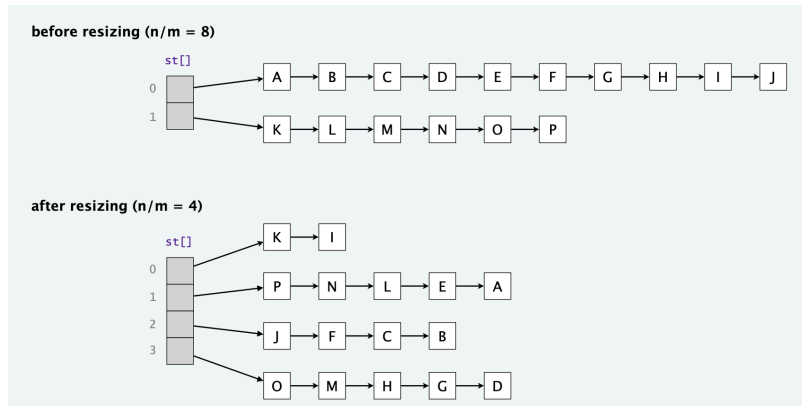 before resizing (n/m = 8)
st[]
0 A B C D E F G H I J
1 K L M N O P
after resizing (n/m = 4)
st[]
0 K I
1 P N L E A
2 J F C B
3 O M H G D